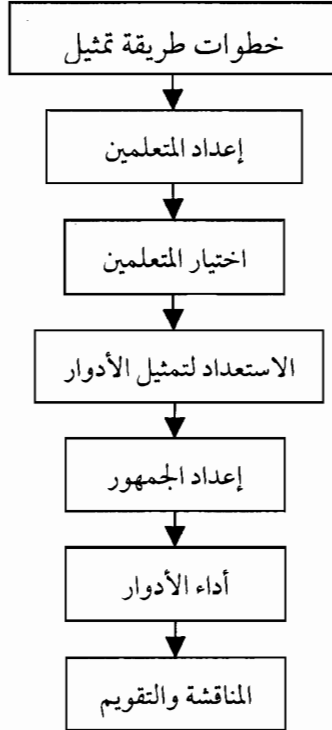 خطوات طريقة تمثيل
إعداد المتعلمين
اختيار المتعلمين
الاستعداد لتمثيل الأدوار
إعداد الجمهور
أداء الأدوار
المناقشة والتقويم